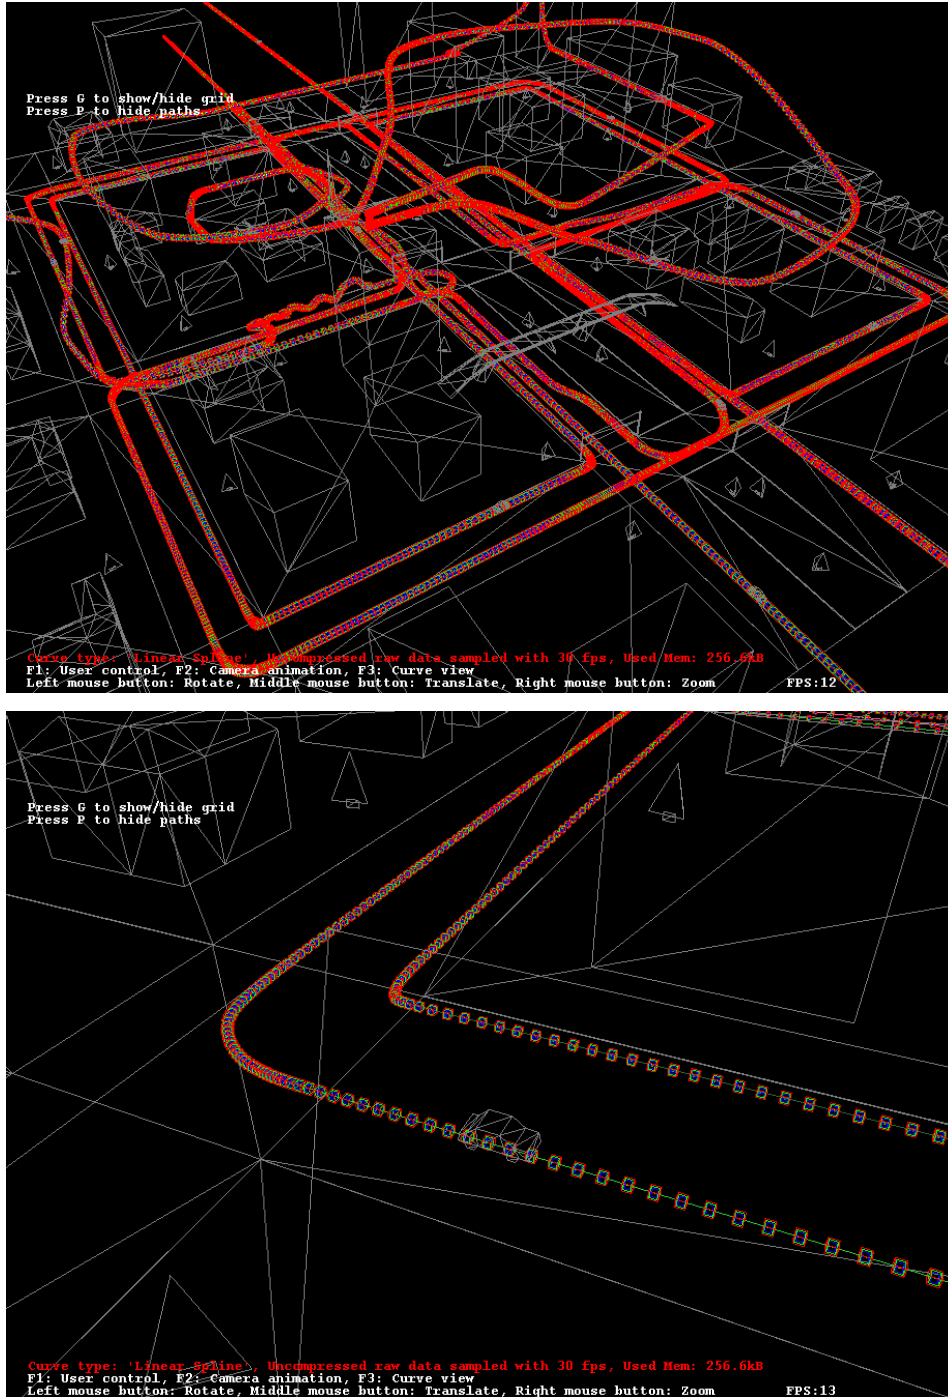 Press G to show/hide grid
Press P to hide paths
Curve type: 'Linear Spline', Uncompressed raw data sampled with 30 fps, Used Mem: 256.6kB
F1: User control, F2: Camera animation, F3: Curve view
Left mouse button: Rotate, Middle mouse button: Translate, Right mouse button: Zoom FPS:12
Press G to show/hide grid
Press P to hide paths
Curve type: 'Linear Spline', Uncompressed raw data sampled with 30 fps, Used Mem: 256.6kB
F1: User control, F2: Camera animation, F3: Curve view
Left mouse button: Rotate, Middle mouse button: Translate, Right mouse button: Zoom FPS:13